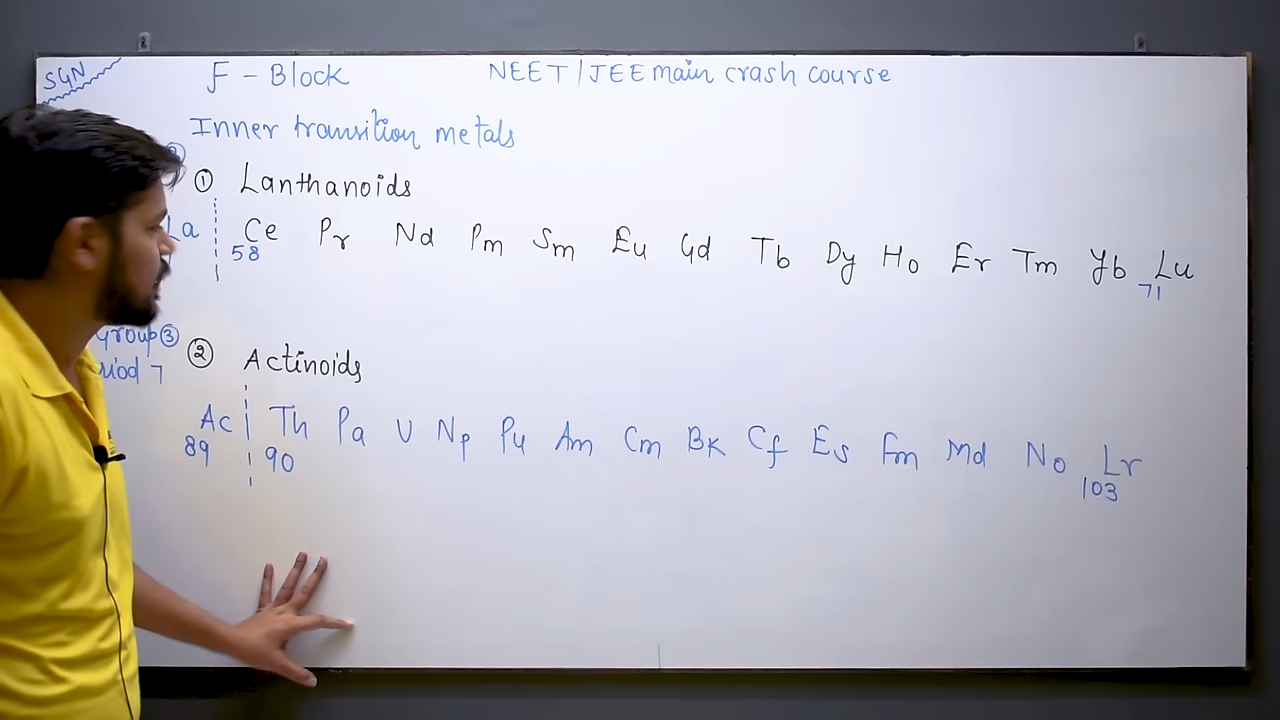 SGN
F - Block NEET/JEE main crash course
Inner transition metals
① Lanthanoids
La Ce Pr Nd Pm Sm Eu Gd Tb Dy Ho Er Tm Yb Lu
58 71
Group ③
② Actinoids
7
Ac Th Pa U Np Pu Am Cm Bk Cf Es Fm Md No Lr
89 90 103